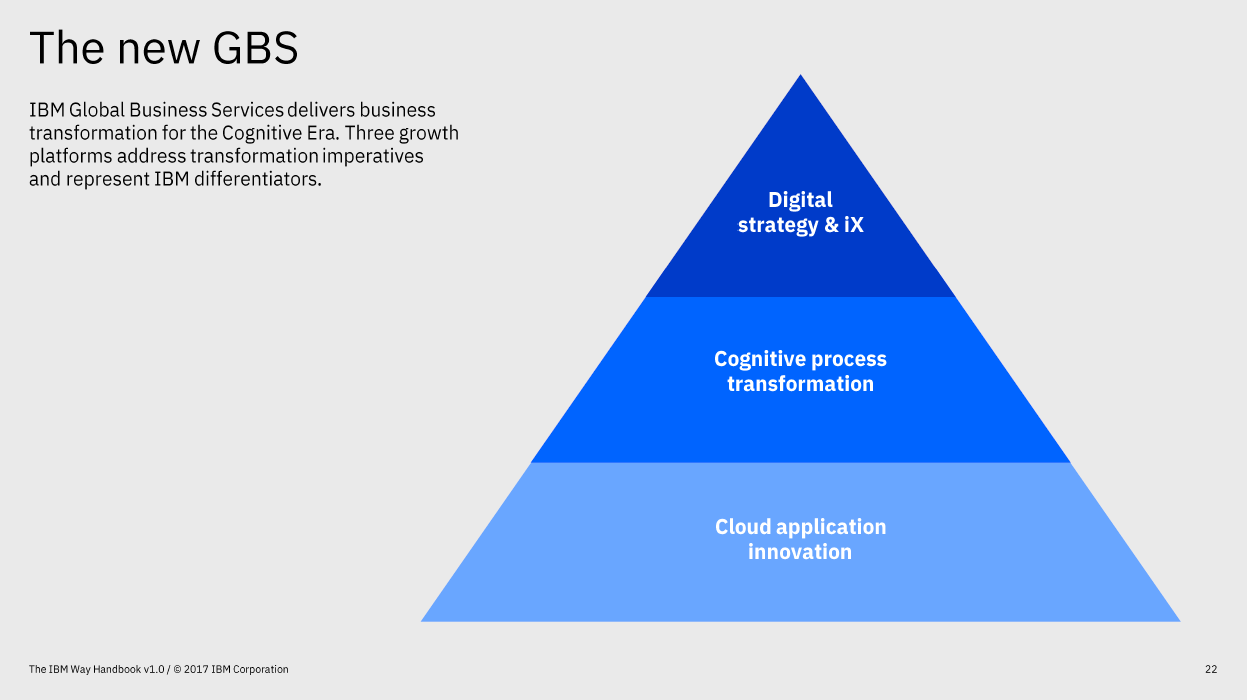 The new GBS
IBM Global Business Services delivers business
transformation for the Cognitive Era. Three growth
platforms address transformation imperatives
and represent IBM differentiators.
Digital
strategy & iX
Cognitive process
transformation
Cloud application
innovation
The IBM Way Handbook v1.0 / © 2017 IBM Corporation
22